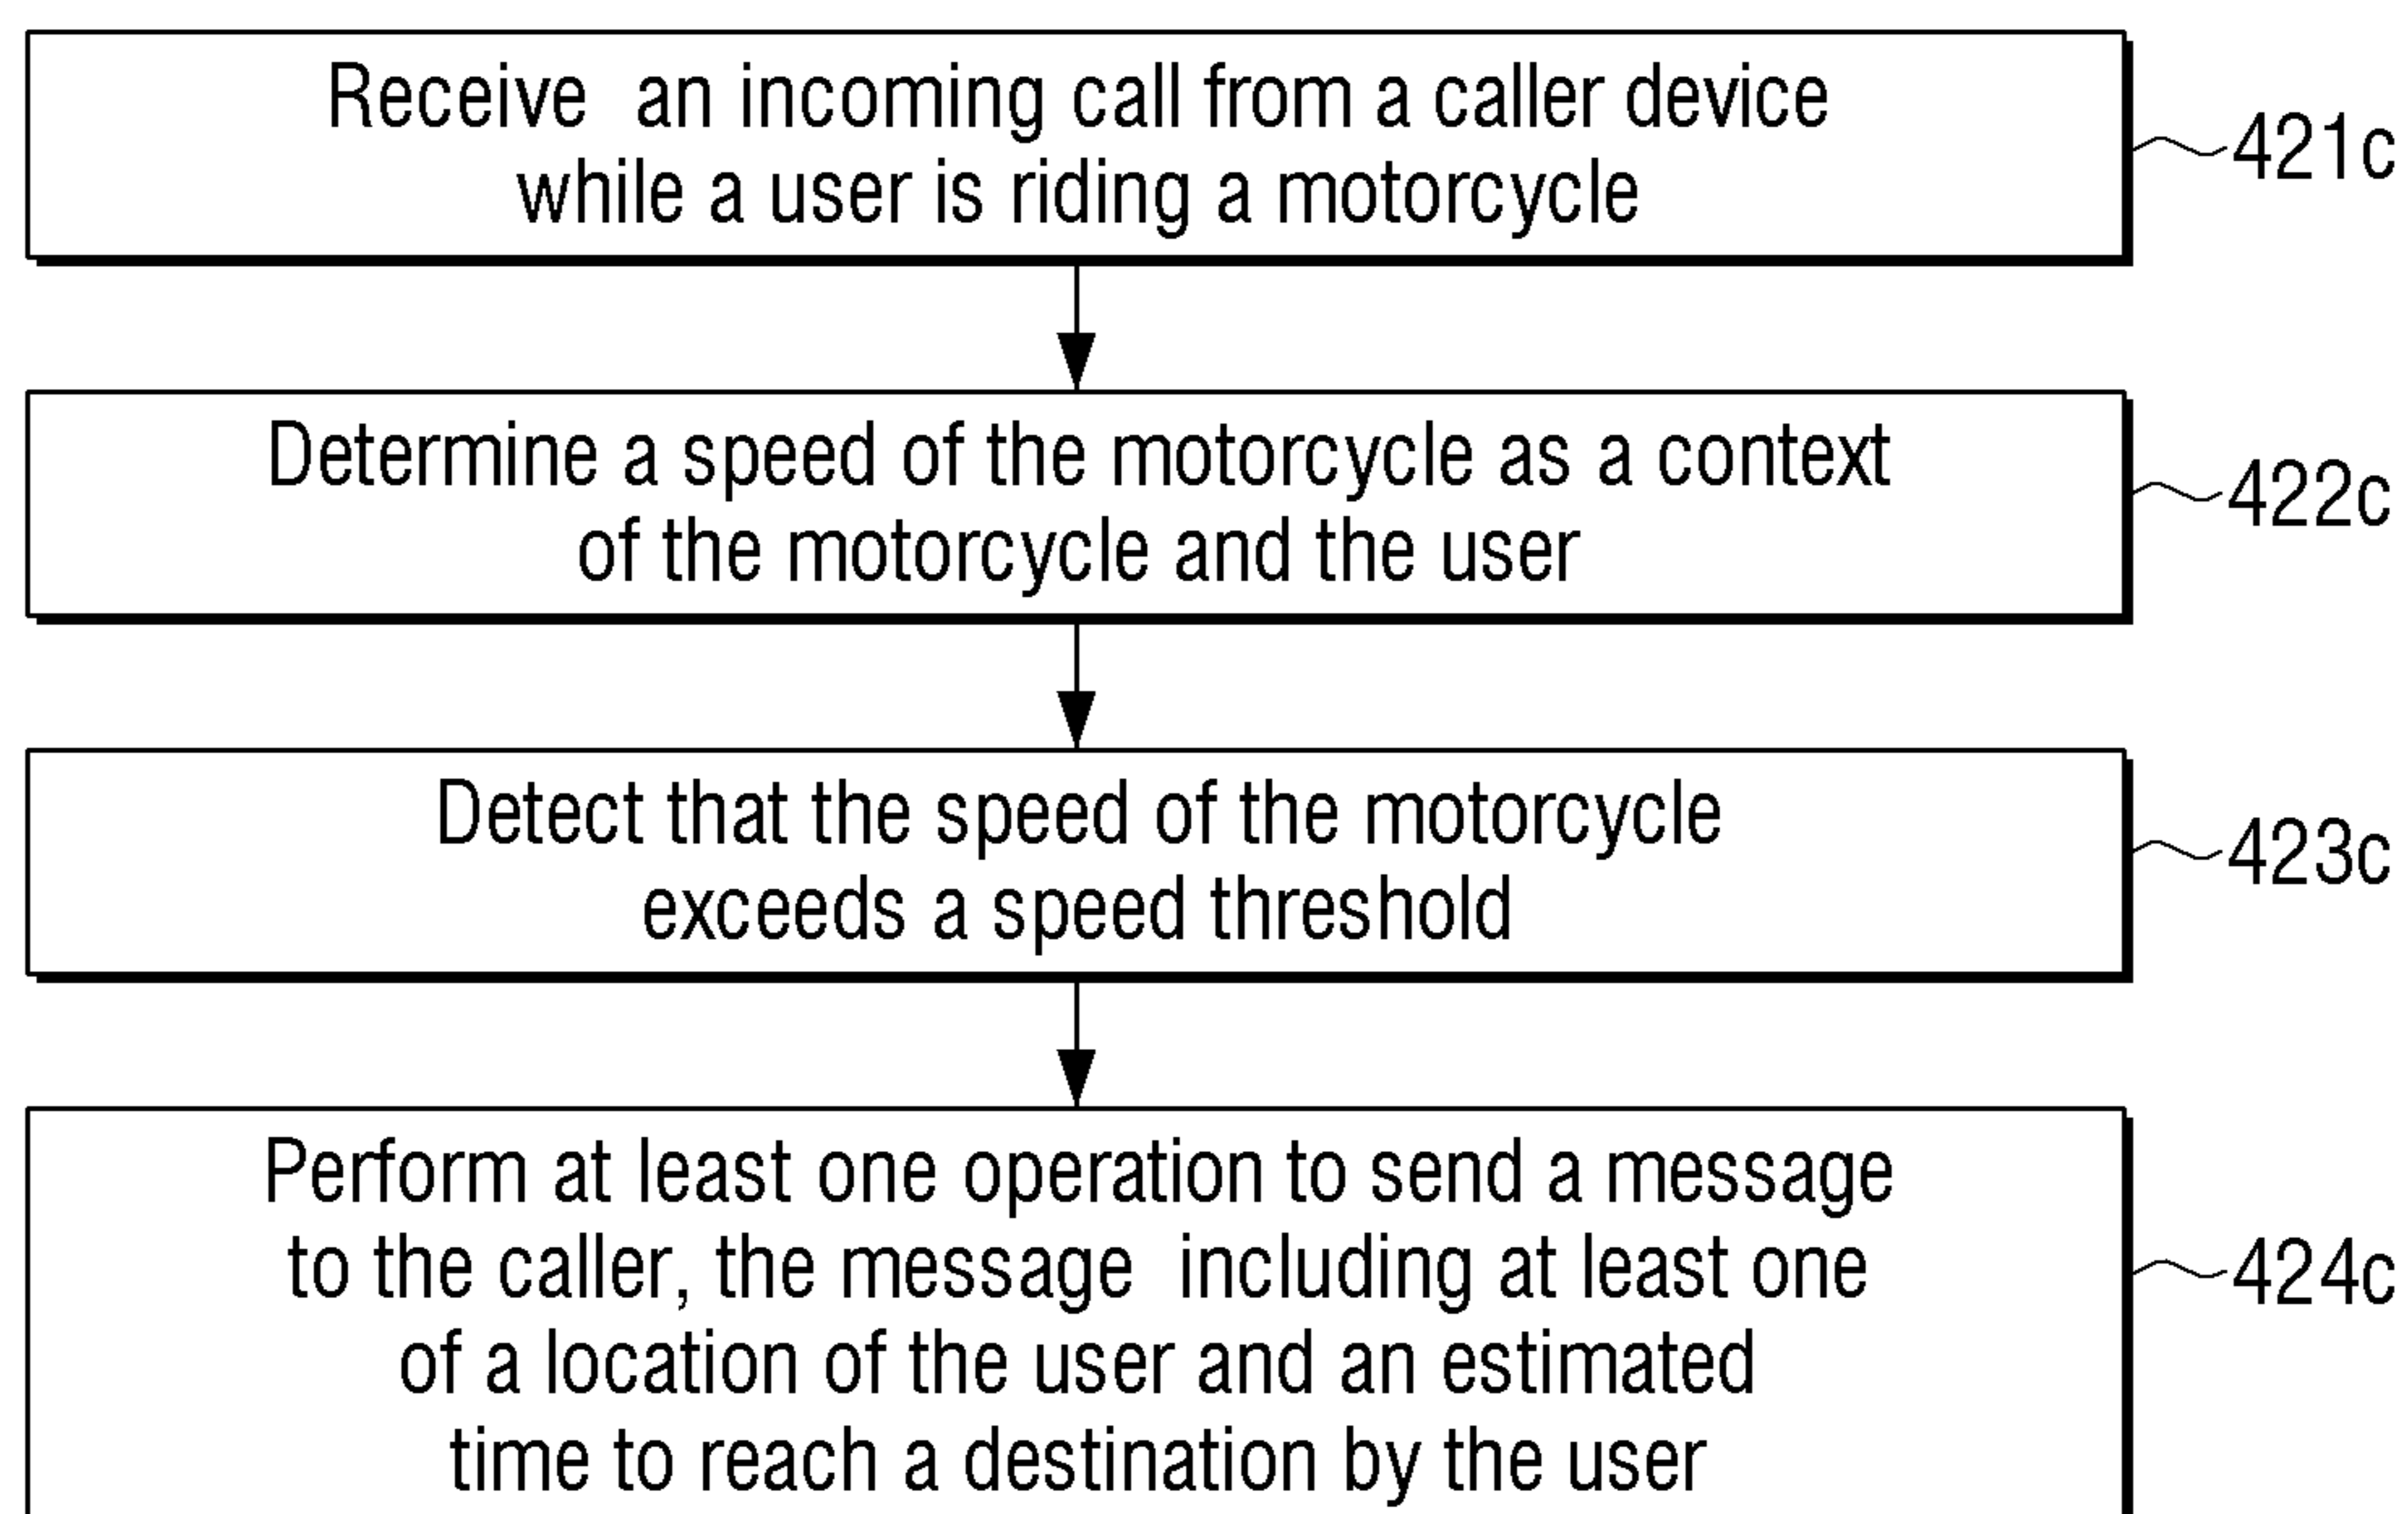 Receive an incoming call from a caller device
while a user is riding a motorcycle
421c
Determine a speed of the motorcycle as a context
of the motorcycle and the user
422c
Detect that the speed of the motorcycle
exceeds a speed threshold
423c
Perform at least one operation to send a message
to the caller, the message including at least one
of a location of the user and an estimated
time to reach a destination by the user
424c